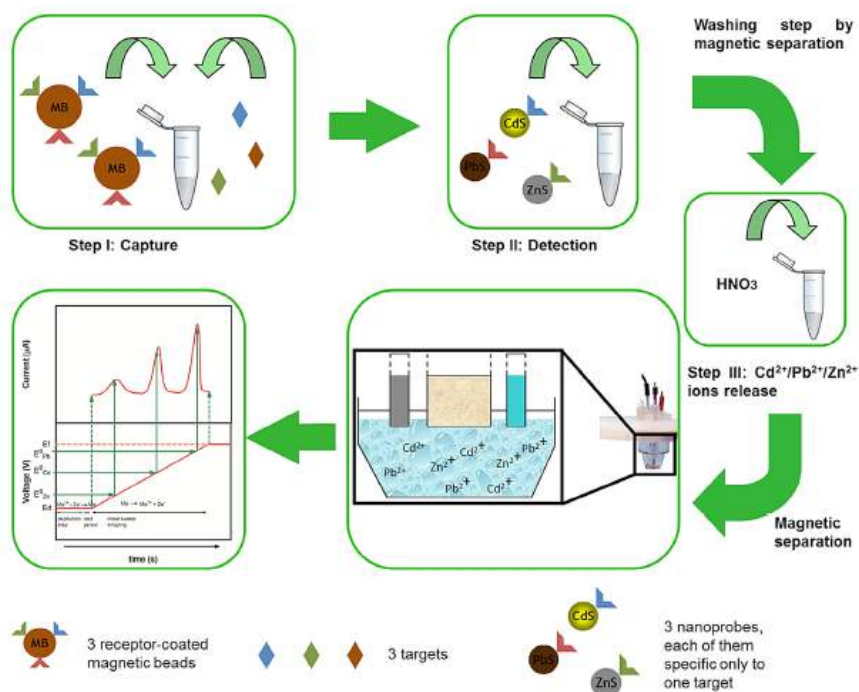 MB
MB
Step I: Capture
CdS
PbS
ZnS
Step II: Detection
Washing step by
magnetic separation
HNO3
Step III: Cd²⁺/Pb²⁺/Zn²⁺
ions release
Magnetic
separation
Cd²⁺
Cd²⁺
Pb²⁺
Zn²⁺
Zn²⁺
Pb²⁺
Pb²⁺
Cd²⁺
Current (μA)
Voltage (V)
Ef
Ed
time (s)
MB
3 receptor-coated
magnetic beads
3 targets
CdS
PbS
ZnS
3 nanoprobes,
each of them
specific only to
one target